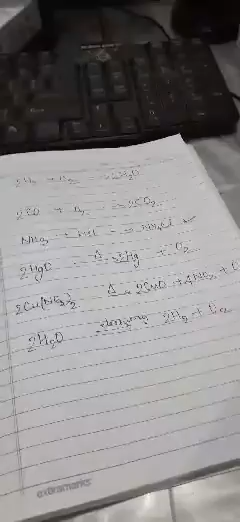 2H₂ + O₂ → 2H₂O
2CO + O₂ → 2CO₂
NH₃ + HCl → NH₄Cl
2HgO Δ→ 2Hg + O₂
2Cu(NO₃)₂ Δ→ 2CuO + 4NO₂ +
2H₂O → 2H₂ + O₂
extramarks